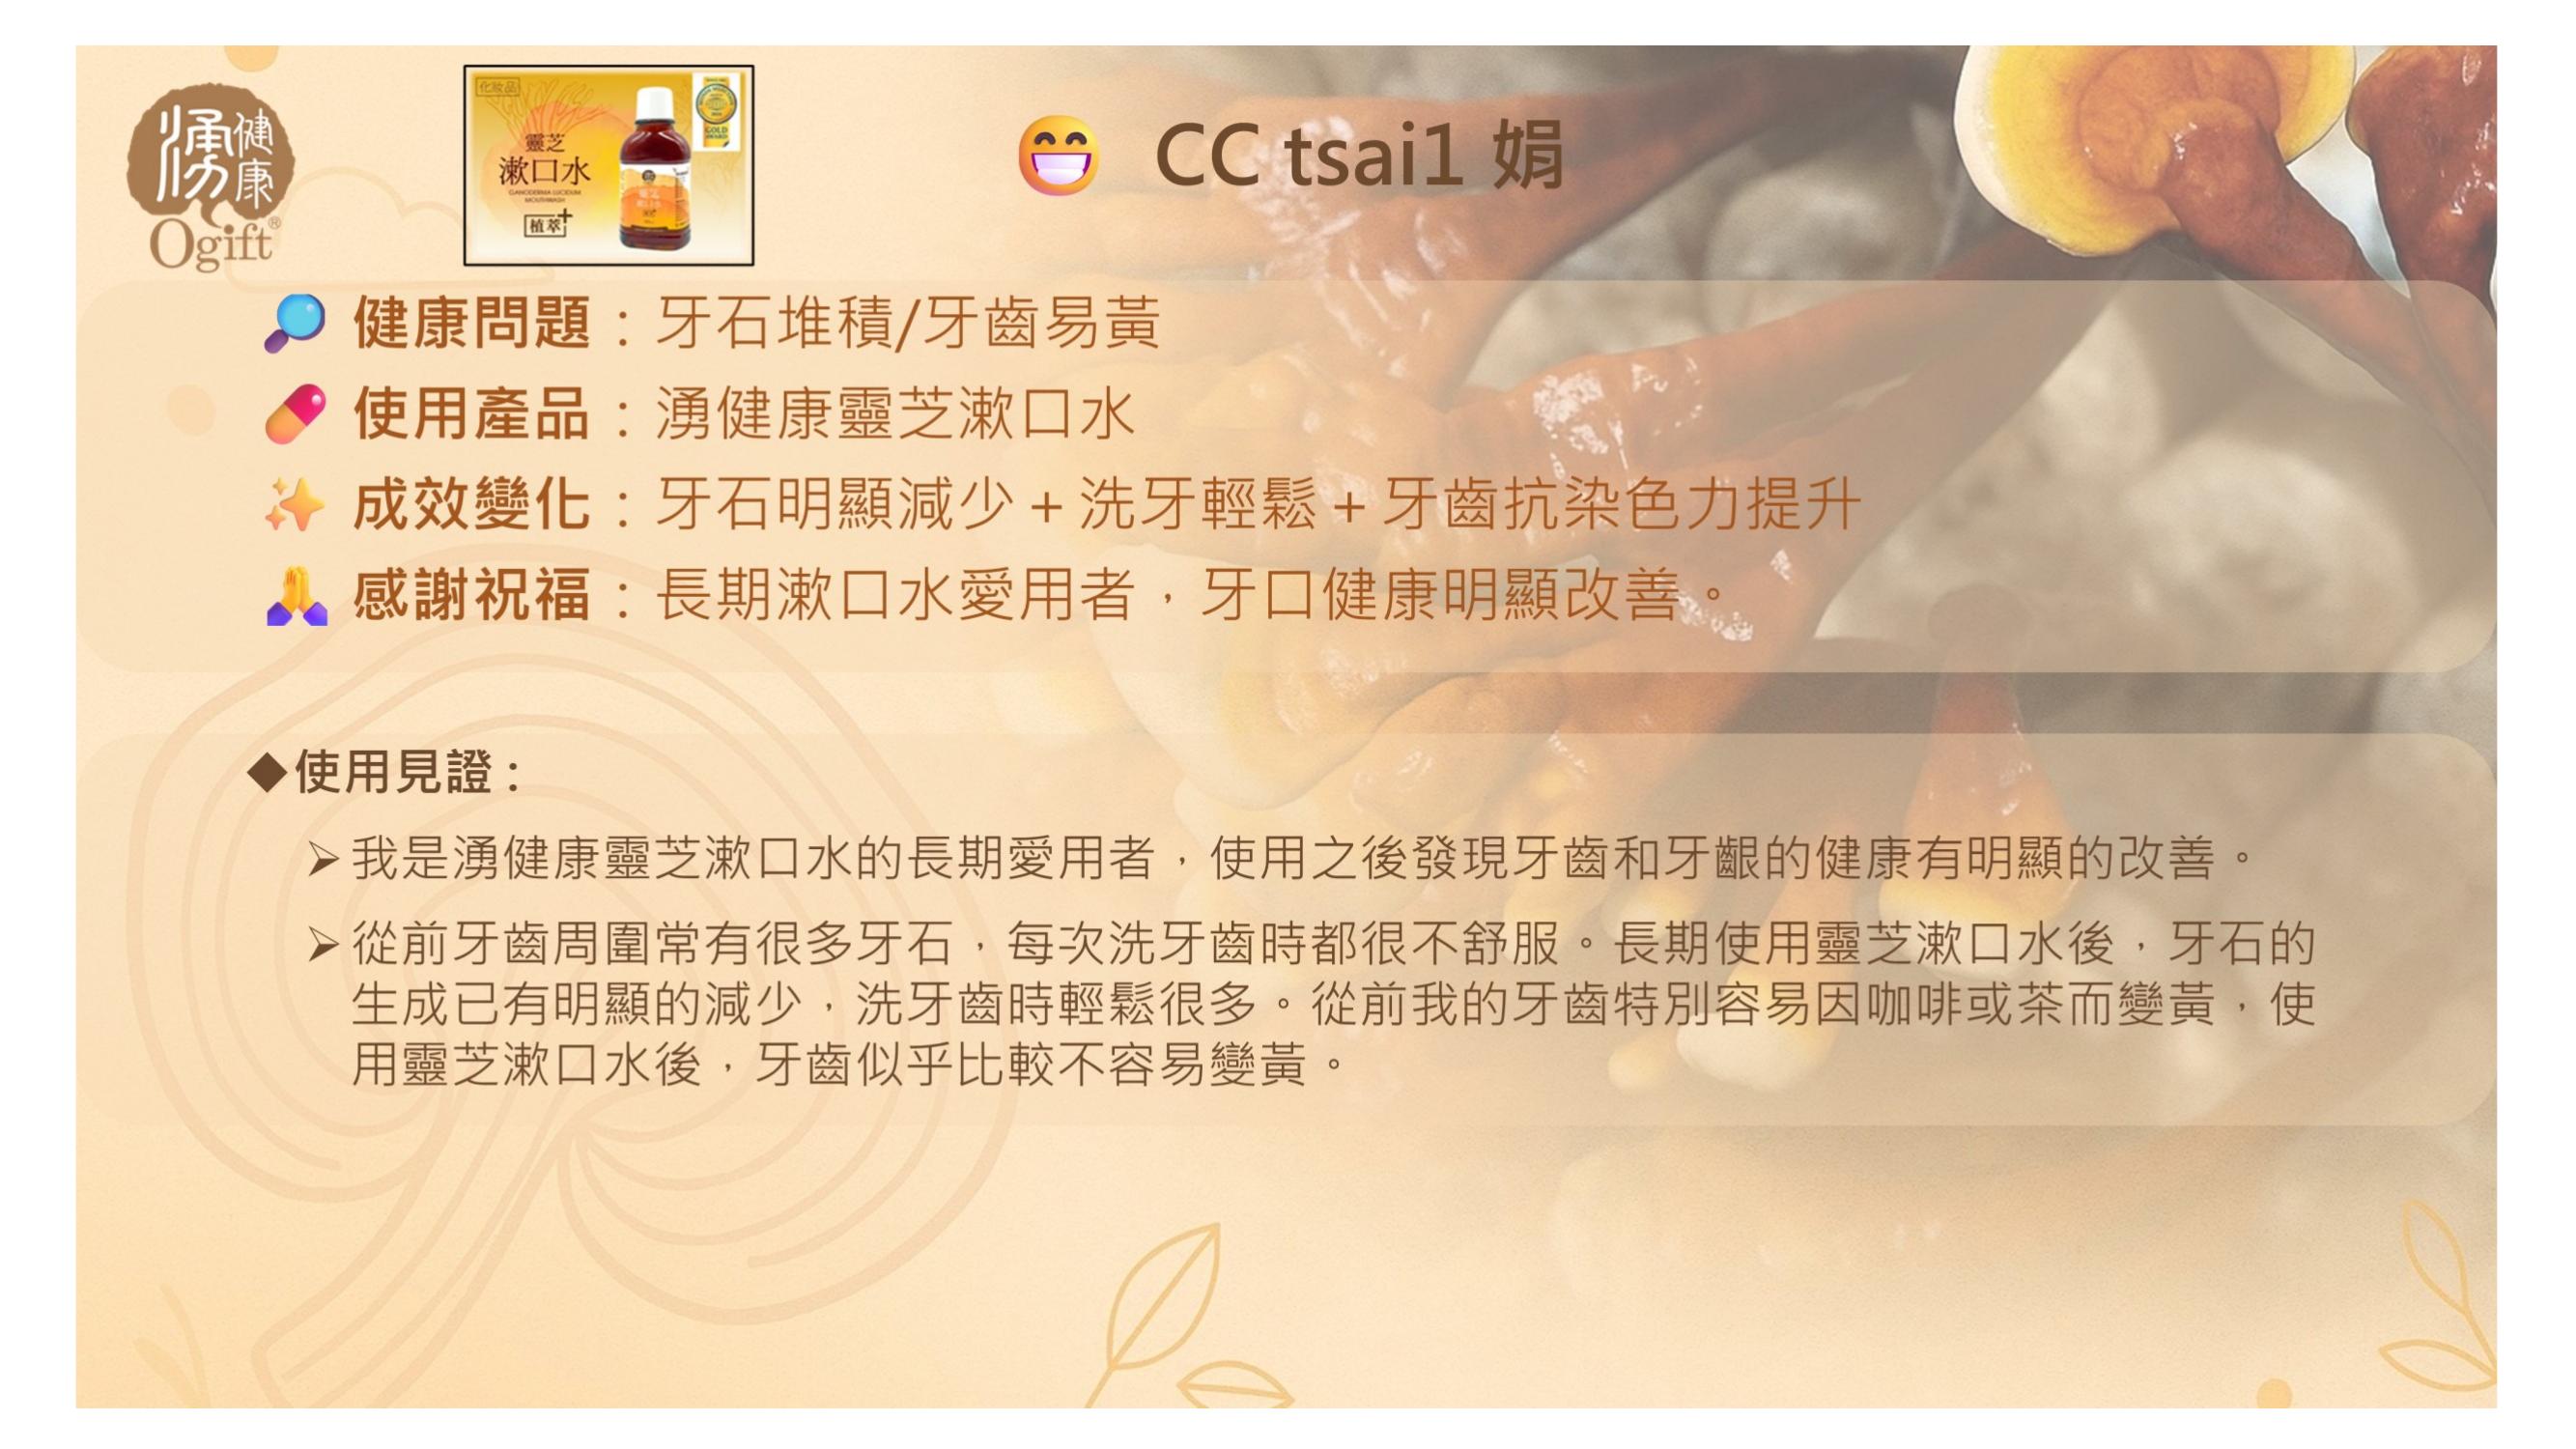 湧健康
Ogift®
化妝品
靈芝
漱口水
GANODERMA LUCIDUM
MOUTHWASH
植萃+
GOLD
AWARD
CC tsai1 娟
健康問題：牙石堆積/牙齒易黃
使用產品：湧健康靈芝漱口水
成效變化：牙石明顯減少+洗牙輕鬆+牙齒抗染色力提升
感謝祝福：長期漱口水愛用者，牙口健康明顯改善。
◆使用見證：
➢我是湧健康靈芝漱口水的長期愛用者，使用之後發現牙齒和牙齦的健康有明顯的改善。
➢從前牙齒周圍常有很多牙石，每次洗牙齒時都很不舒服。長期使用靈芝漱口水後，牙石的
生成已有明顯的減少，洗牙齒時輕鬆很多。從前我的牙齒特別容易因咖啡或茶而變黃，使
用靈芝漱口水後，牙齒似乎比較不容易變黃。